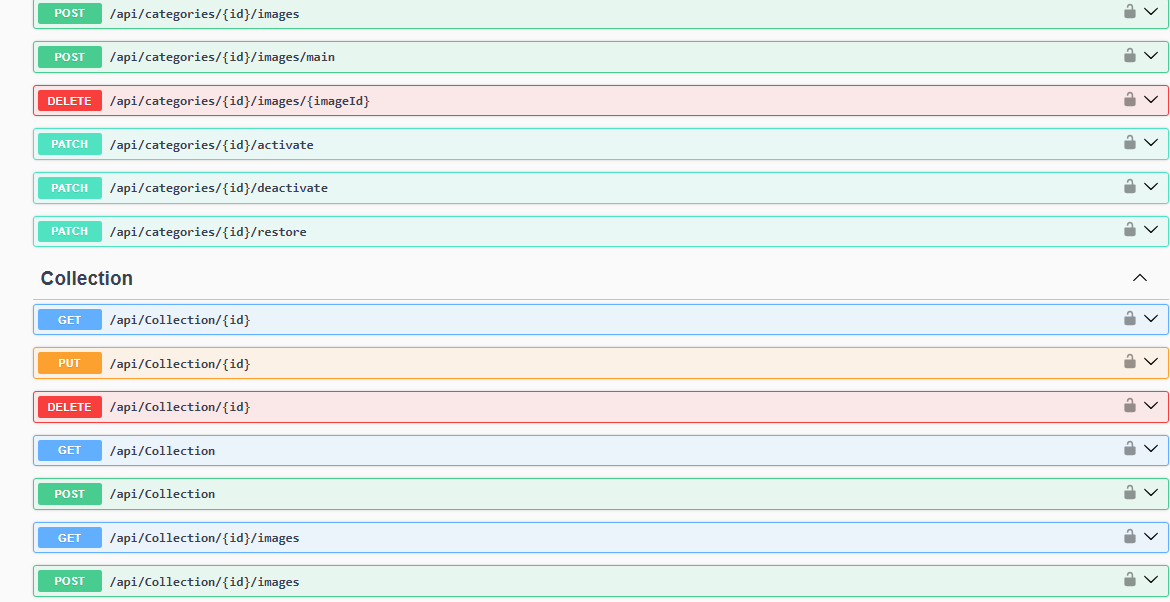 POST /api/categories/{id}/images
POST /api/categories/{id}/images/main
DELETE /api/categories/{id}/images/{imageId}
PATCH /api/categories/{id}/activate
PATCH /api/categories/{id}/deactivate
PATCH /api/categories/{id}/restore
Collection
GET /api/Collection/{id}
PUT /api/Collection/{id}
DELETE /api/Collection/{id}
GET /api/Collection
POST /api/Collection
GET /api/Collection/{id}/images
POST /api/Collection/{id}/images